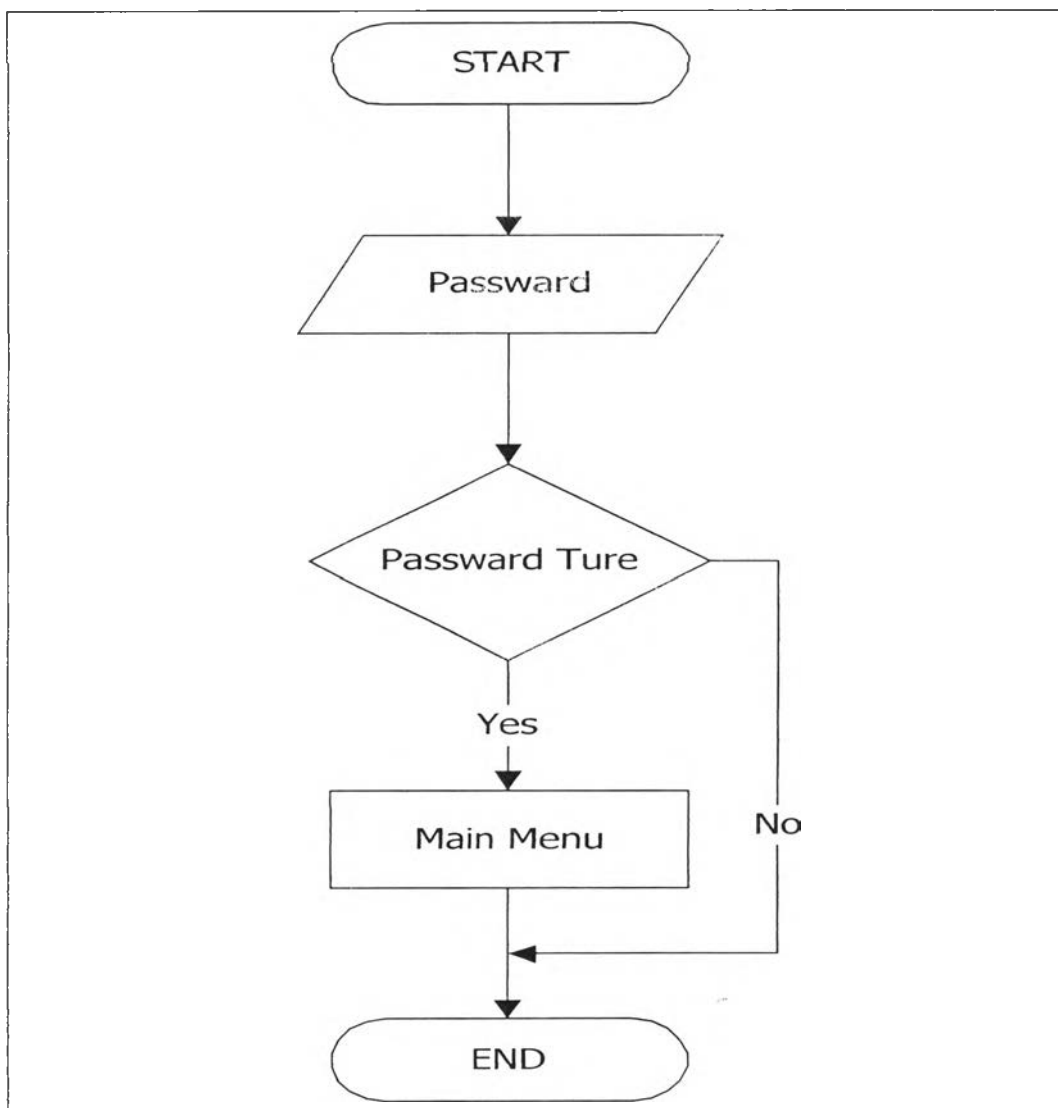 START
Passward
Passward Ture
Yes
Main Menu
No
END